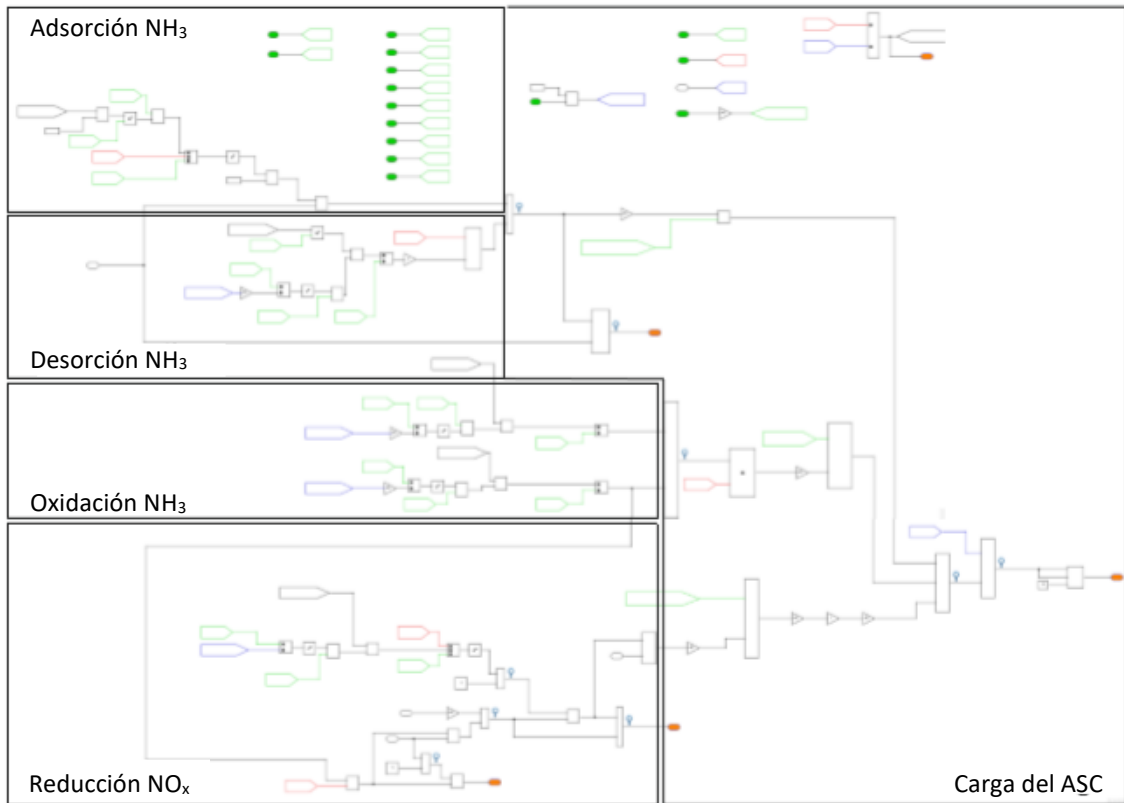 Adsorción NH₃
Desorción NH₃
Oxidación NH₃
Reducción NOₓ
Carga del ASC